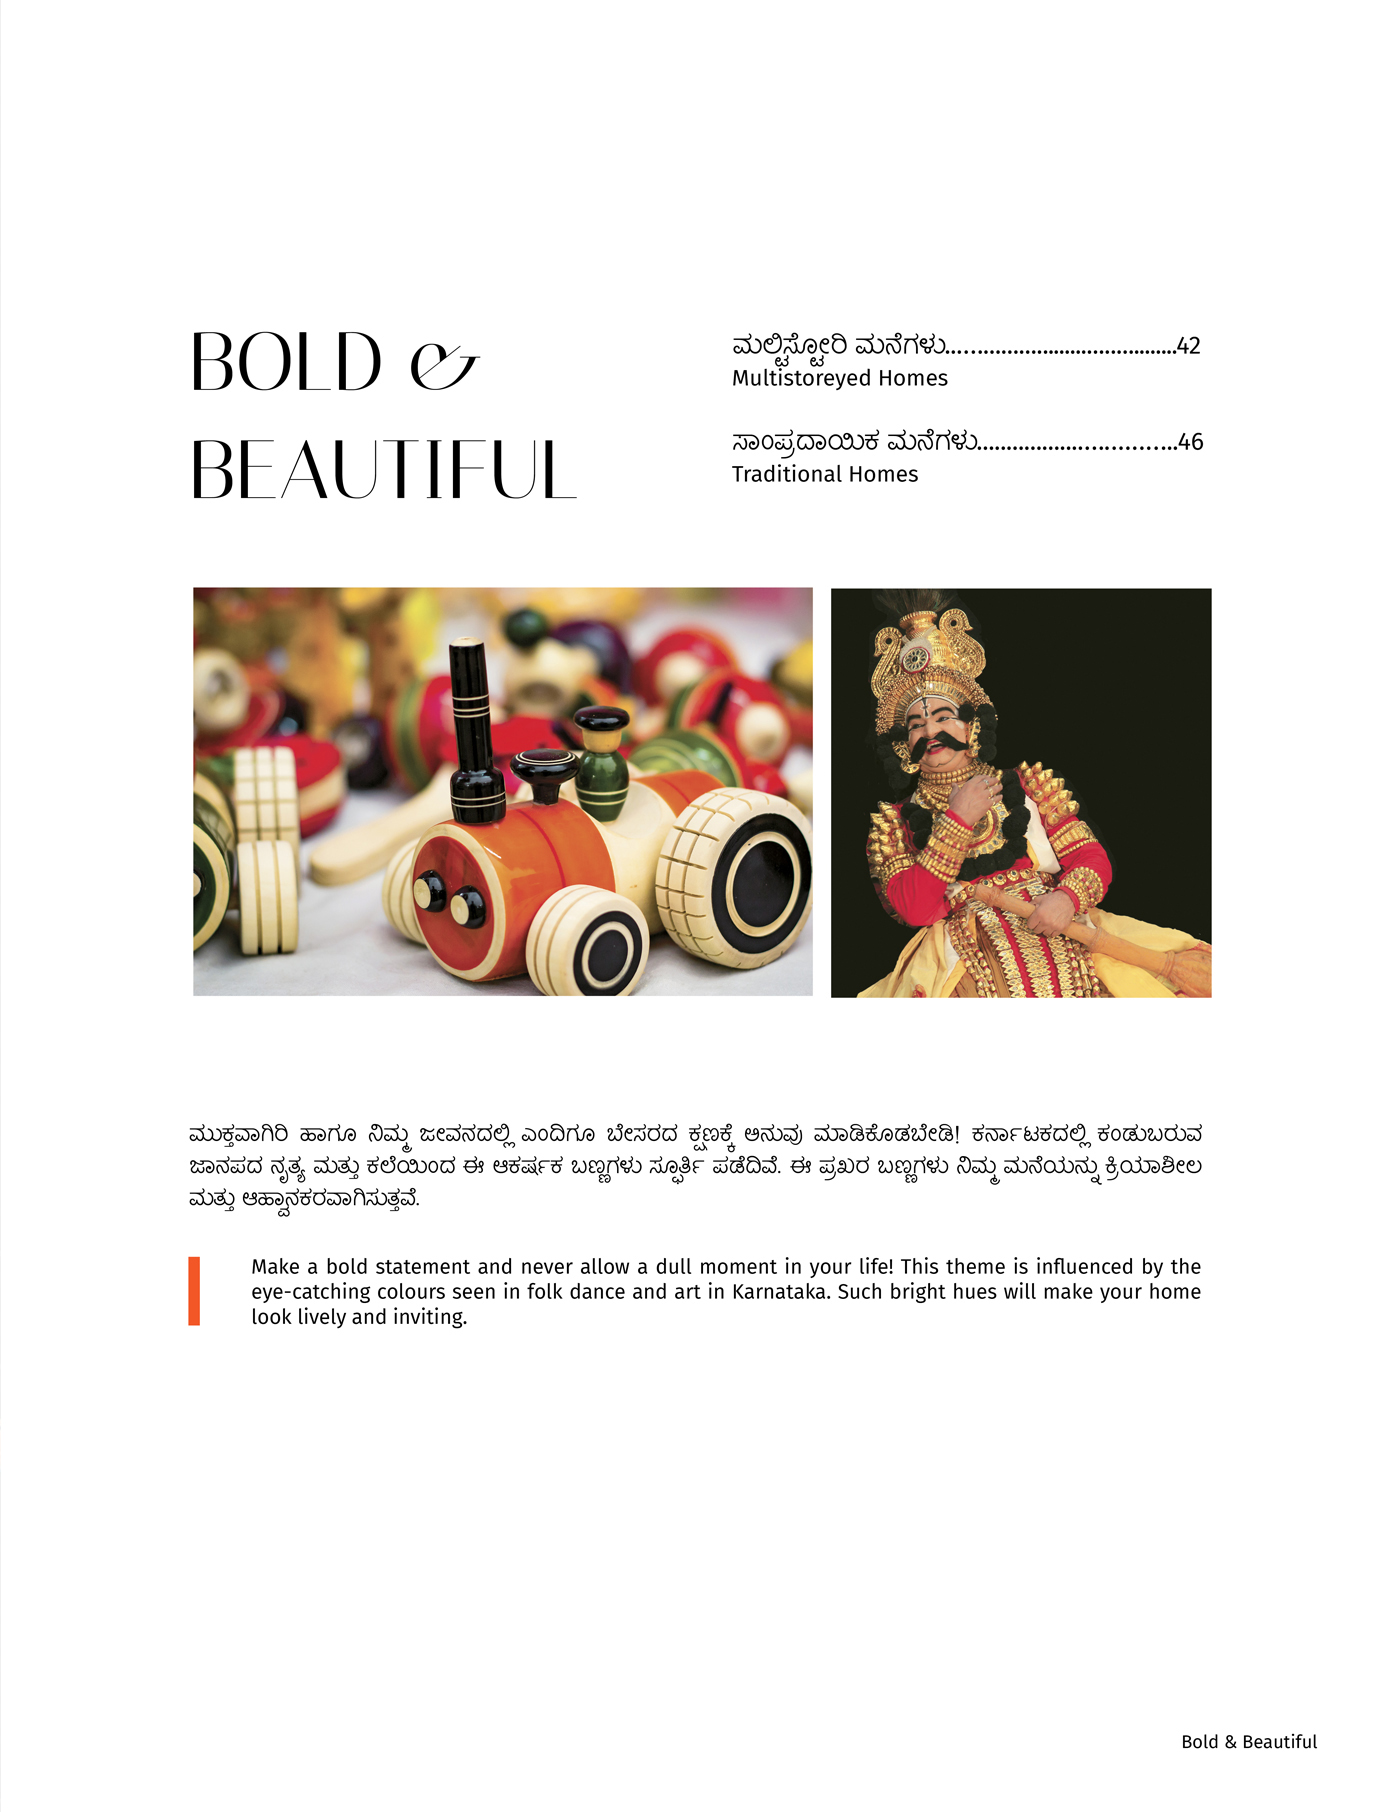 BOLD &
BEAUTIFUL
ಮಲ್ಟಿಸ್ಟೋರಿ ಮನೆಗಳು.......................................42
Multistoreyed Homes
ಸಾಂಪ್ರದಾಯಿಕ ಮನೆಗಳು..................................46
Traditional Homes
ಮುಕ್ತವಾಗಿರಿ ಹಾಗೂ ನಿಮ್ಮ ಜೀವನದಲ್ಲಿ ಎಂದಿಗೂ ಬೇಸರದ ಕ್ಷಣಕ್ಕೆ ಅನುವು ಮಾಡಿಕೊಡಬೇಡಿ! ಕರ್ನಾಟಕದಲ್ಲಿ ಕಂಡುಬರುವ
ಜಾನಪದ ನೃತ್ಯ ಮತ್ತು ಕಲೆಯಿಂದ ಈ ಆಕರ್ಷಕ ಬಣ್ಣಗಳು ಸ್ಫೂರ್ತಿ ಪಡೆದಿವೆ. ಈ ಪ್ರಖರ ಬಣ್ಣಗಳು ನಿಮ್ಮ ಮನೆಯನ್ನು ಕ್ರಿಯಾಶೀಲ
ಮತ್ತು ಆಹ್ವಾನಕರವಾಗಿಸುತ್ತವೆ.
Make a bold statement and never allow a dull moment in your life! This theme is influenced by the
eye-catching colours seen in folk dance and art in Karnataka. Such bright hues will make your home
look lively and inviting.
Bold & Beautiful